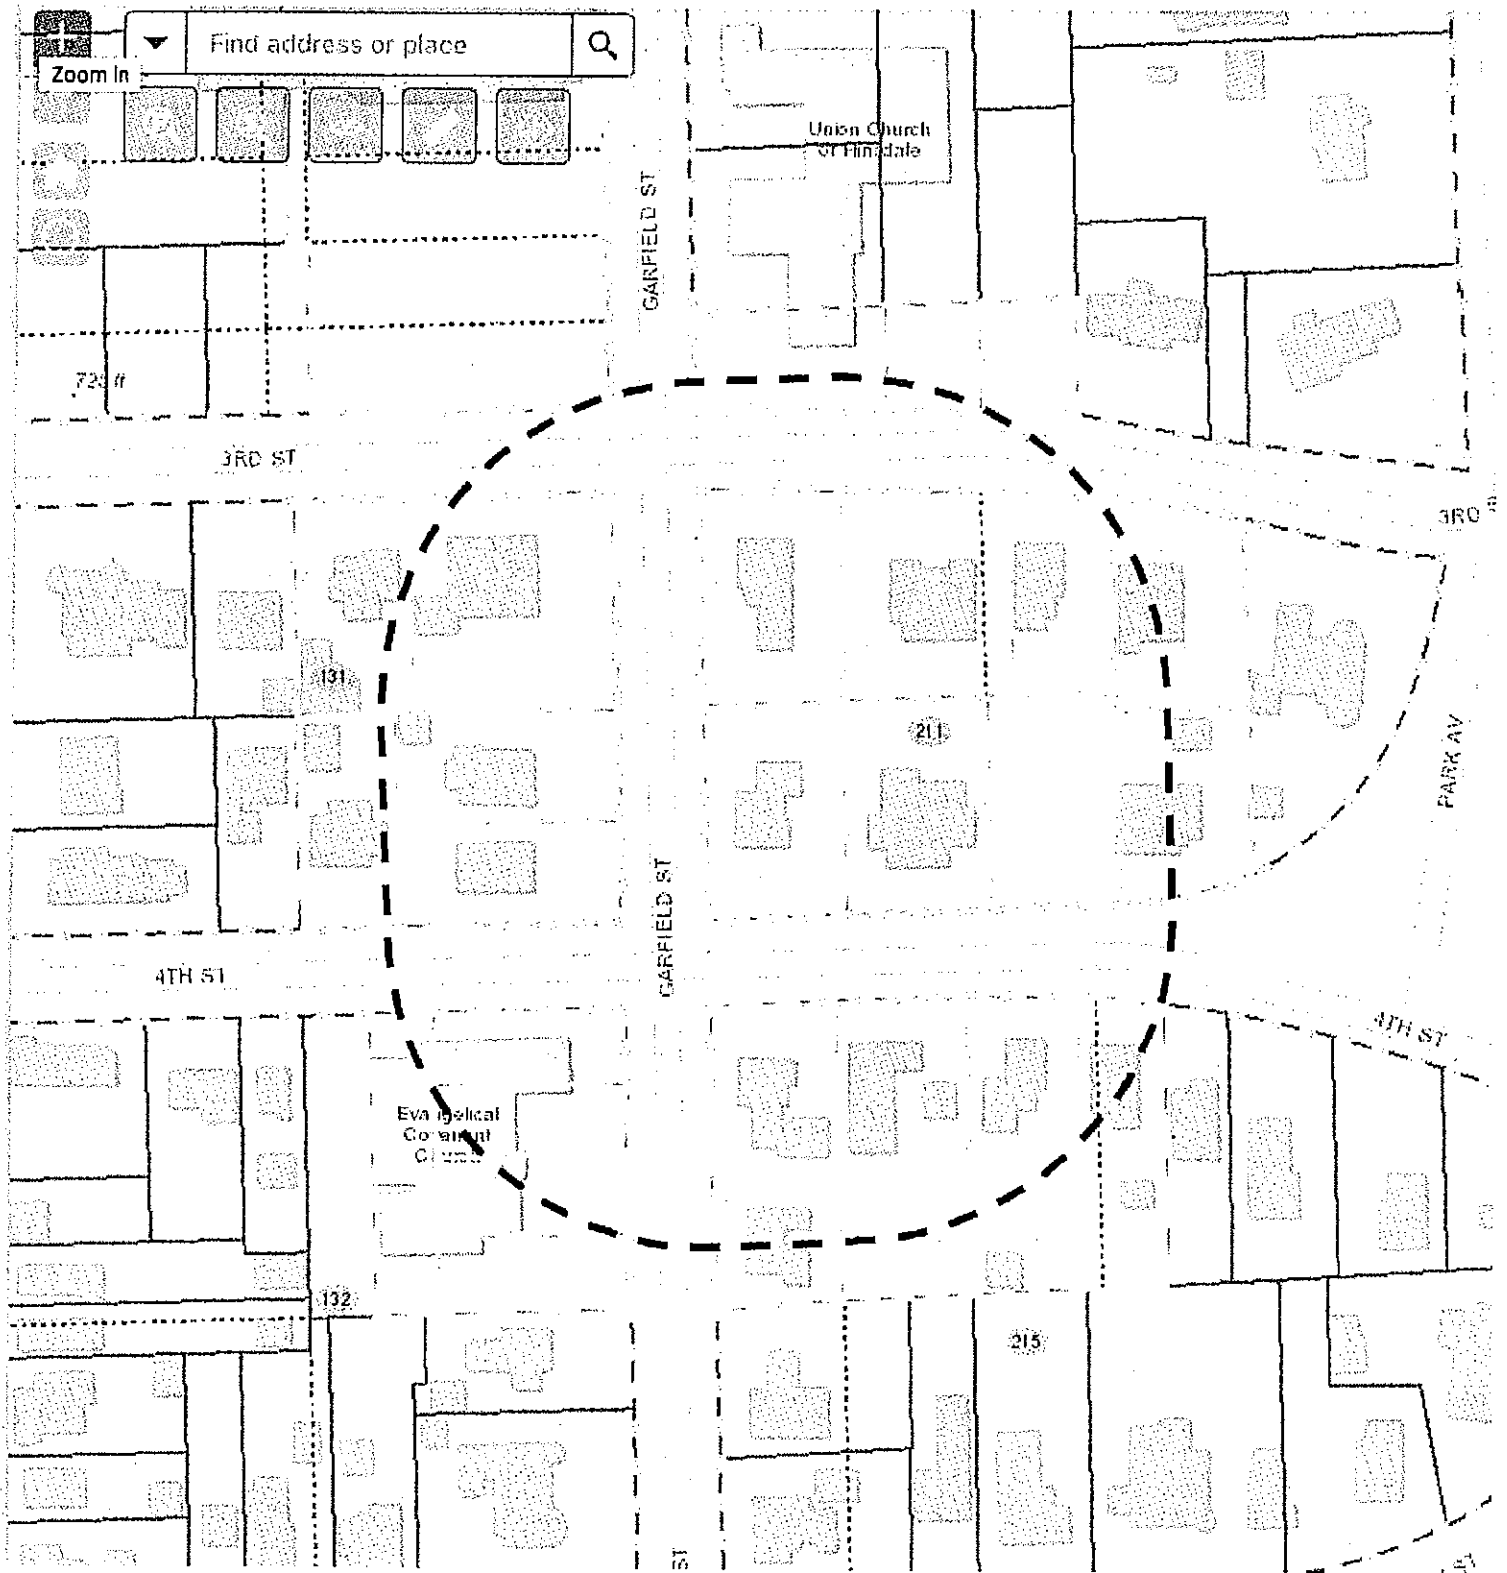 Find address or place
Zoom In
Union Church
of Hinsdale
GARFIELD ST
3RD ST
3RD
131
211
PARK AV
GARFIELD ST
4TH ST
4TH ST
Evangelical
Covenant
Church
132
215
ST
ST